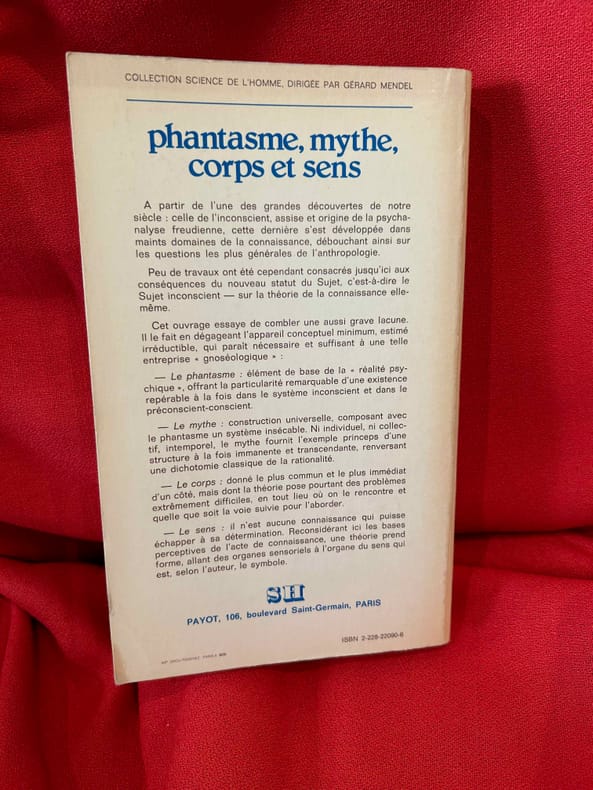 COLLECTION SCIENCE DE L'HOMME, DIRIGÉE PAR GÉRARD MENDEL
phantasme, mythe,
corps et sens
A partir de l'une des grandes découvertes de notre
siècle : celle de l'inconscient, assise et origine de la psycha-
nalyse freudienne, cette dernière s'est développée dans
maints domaines de la connaissance, débouchant ainsi sur
les questions les plus générales de l'anthropologie.
Peu de travaux ont été cependant consacrés jusqu'ici aux
conséquences du nouveau statut du Sujet, c'est-à-dire le
Sujet inconscient — sur la théorie de la connaissance elle-
même.
Cet ouvrage essaye de combler une aussi grave lacune.
Il le fait en dégageant l'appareil conceptuel minimum, estimé
irréductible, qui paraît nécessaire et suffisant à une telle
entreprise « gnoséologique » :
— Le phantasme : élément de base de la « réalité psy-
chique », offrant la particularité remarquable d'une existence
repérable à la fois dans le système inconscient et dans le
préconscient-conscient.
— Le mythe : construction universelle, composant avec
le phantasme un système insécable. Ni individuel, ni collec-
tif, intemporel, le mythe fournit l'exemple princeps d'une
structure à la fois immanente et transcendante, renversant
une dichotomie classique de la rationalité.
— Le corps : donné le plus commun et le plus immédiat
d'un côté, mais dont la théorie pose pourtant des problèmes
extrêmement difficiles, en tout lieu où on le rencontre et
quelle que soit la voie suivie pour l'aborder.
— Le sens : il n'est aucune connaissance qui puisse
échapper à sa détermination. Reconsidérant ici les bases
perceptives de l'acte de connaissance, une théorie prend
forme, allant des organes sensoriels à l'organe du sens qui
est, selon l'auteur, le symbole.
SH
PAYOT, 106, boulevard Saint-Germain, PARIS
ISBN 2-228-22090-6